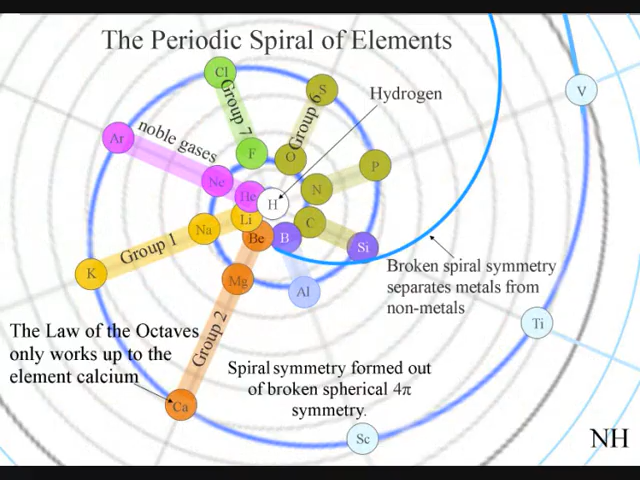 The Periodic Spiral of Elements
Cl
Group 7
S
Group 6
Hydrogen
V
Ar
noble gases
F
O
P
Ne
He
H
N
Li
Na
Be
B
C
Si
Group 1
K
Mg
Al
Group 2
Broken spiral symmetry
separates metals from
non-metals
Ti
The Law of the Octaves
only works up to the
element calcium
Ca
Spiral symmetry formed out
of broken spherical 4π
symmetry.
Sc
NH